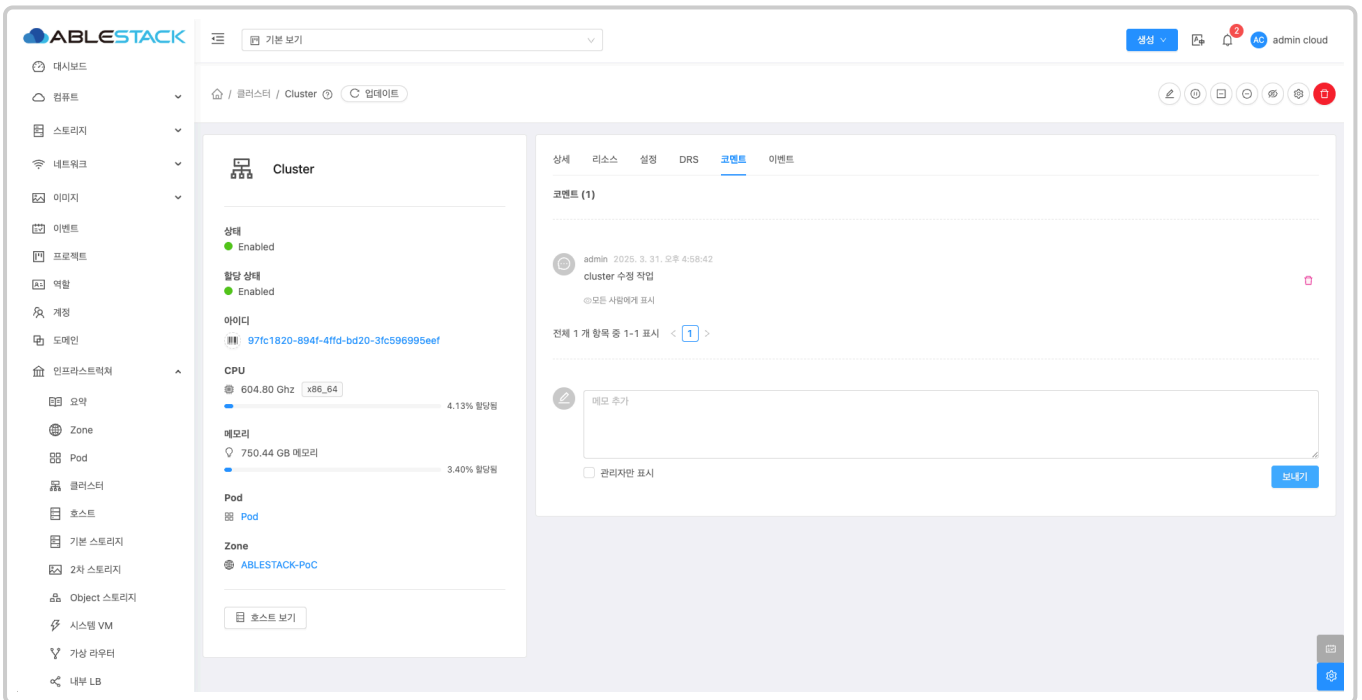 ABLESTACK
기본 보기
생성
2
AC
admin cloud
대시보드
컴퓨트
스토리지
네트워크
이미지
이벤트
프로젝트
역할
계정
도메인
인프라스트럭쳐
요약
Zone
Pod
클러스터
호스트
기본 스토리지
2차 스토리지
Object 스토리지
시스템 VM
가상 라우터
내부 LB
/ 클러스터 / Cluster
업데이트
Cluster
상태
Enabled
할당 상태
Enabled
아이디
97fc1820-894f-4ffd-bd20-3fc596995eef
CPU
604.80 Ghz x86_64
4.13% 할당됨
메모리
750.44 GB 메모리
3.40% 할당됨
Pod
Pod
Zone
ABLESTACK-PoC
호스트 보기
상세 리소스 설정 DRS 코멘트 이벤트
코멘트 (1)
admin 2025. 3. 31. 오후 4:58:42
cluster 수정 작업
모든 사람에게 표시
전체 1 개 항목 중 1-1 표시 < 1 >
메모 추가
관리자만 표시
보내기